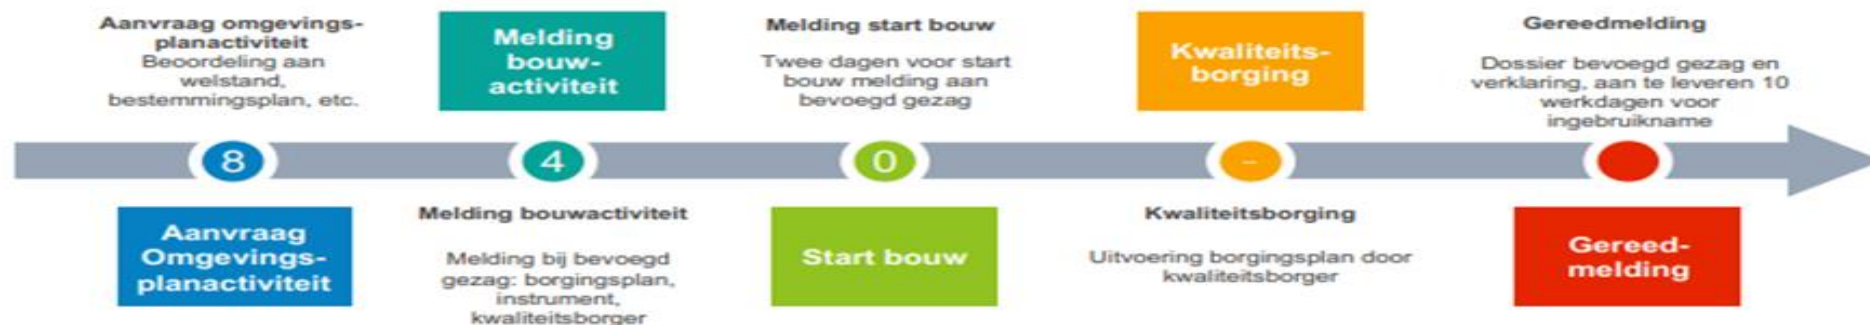 Aanvraag omgevings-
planactiviteit
Beoordeling aan
welstand,
bestemmingsplan, etc.
8
Aanvraag
Omgevings-
planactiviteit
Melding
bouw-
activiteit
4
Melding bouwactiviteit
Melding bij bevoegd
gezag: borgingsplan,
instrument,
kwaliteitsborger
Melding start bouw
Twee dagen voor start
bouw melding aan
bevoegd gezag
0
Start bouw
Kwaliteits-
borging
-
Kwaliteitsborging
Uitvoering borgingsplan door
kwaliteitsborger
Gereedmelding
Dossier bevoegd gezag en
verklaring, aan te leveren 10
werkdagen voor
ingebruikname
Gereed-
melding